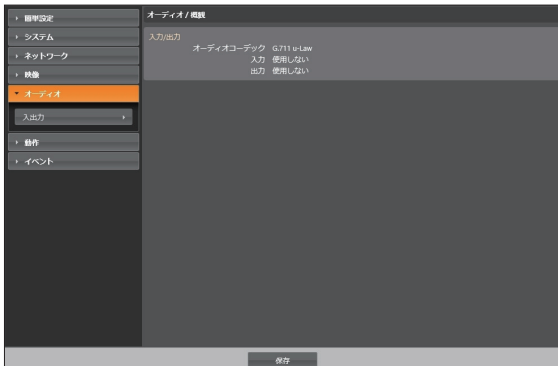 簡単設定
システム
ネットワーク
映像
オーディオ
入出力
動作
イベント
オーディオ / 概観
入力/出力
オーディオコーデック G.711 u-Law
入力 使用しない
出力 使用しない
保存